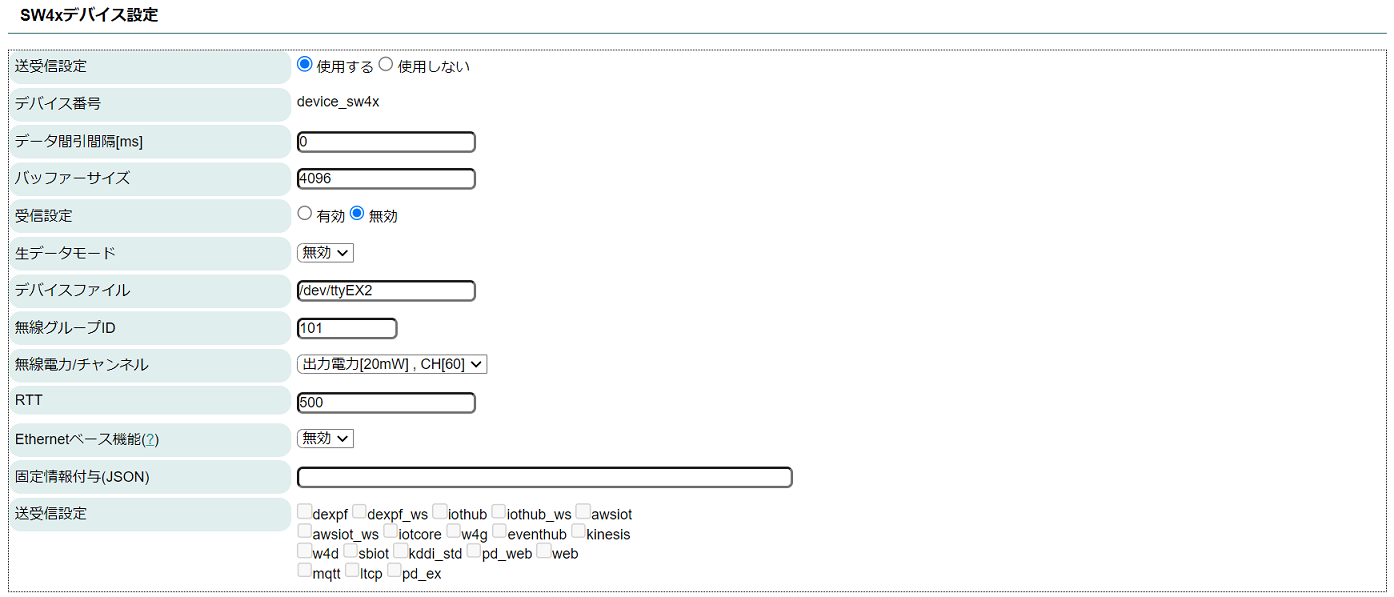 SW4xデバイス設定
送受信設定 使用する 使用しない
デバイス番号 device_sw4x
データ間引間隔[ms] 0
バッファーサイズ 4096
受信設定 有効 無効
生データモード 無効
デバイスファイル /dev/ttyEX2
無線グループID 101
無線電力/チャンネル 出力電力[20mW] , CH[60]
RTT 500
Ethernetベース機能(?) 無効
固定情報付与(JSON)
送受信設定 dexpf dexpf_ws iothub iothub_ws awsiot
awsiot_ws iotcore w4g eventhub kinesis
w4d sbiot kddi_std pd_web web
mqtt ltcp pd_ex